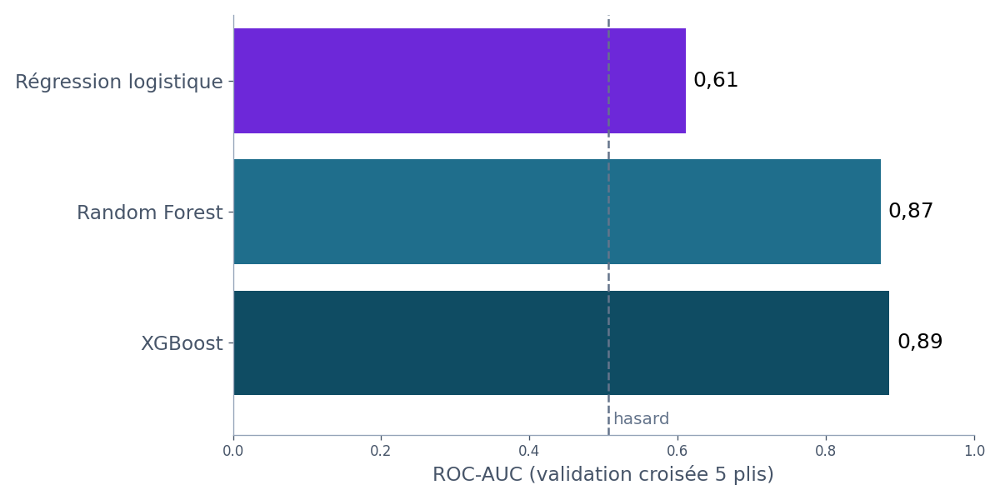 Régression logistique
0,61
Random Forest
0,87
XGBoost
0,89
hasard
0.0 0.2 0.4 0.6 0.8 1.0
ROC-AUC (validation croisée 5 plis)